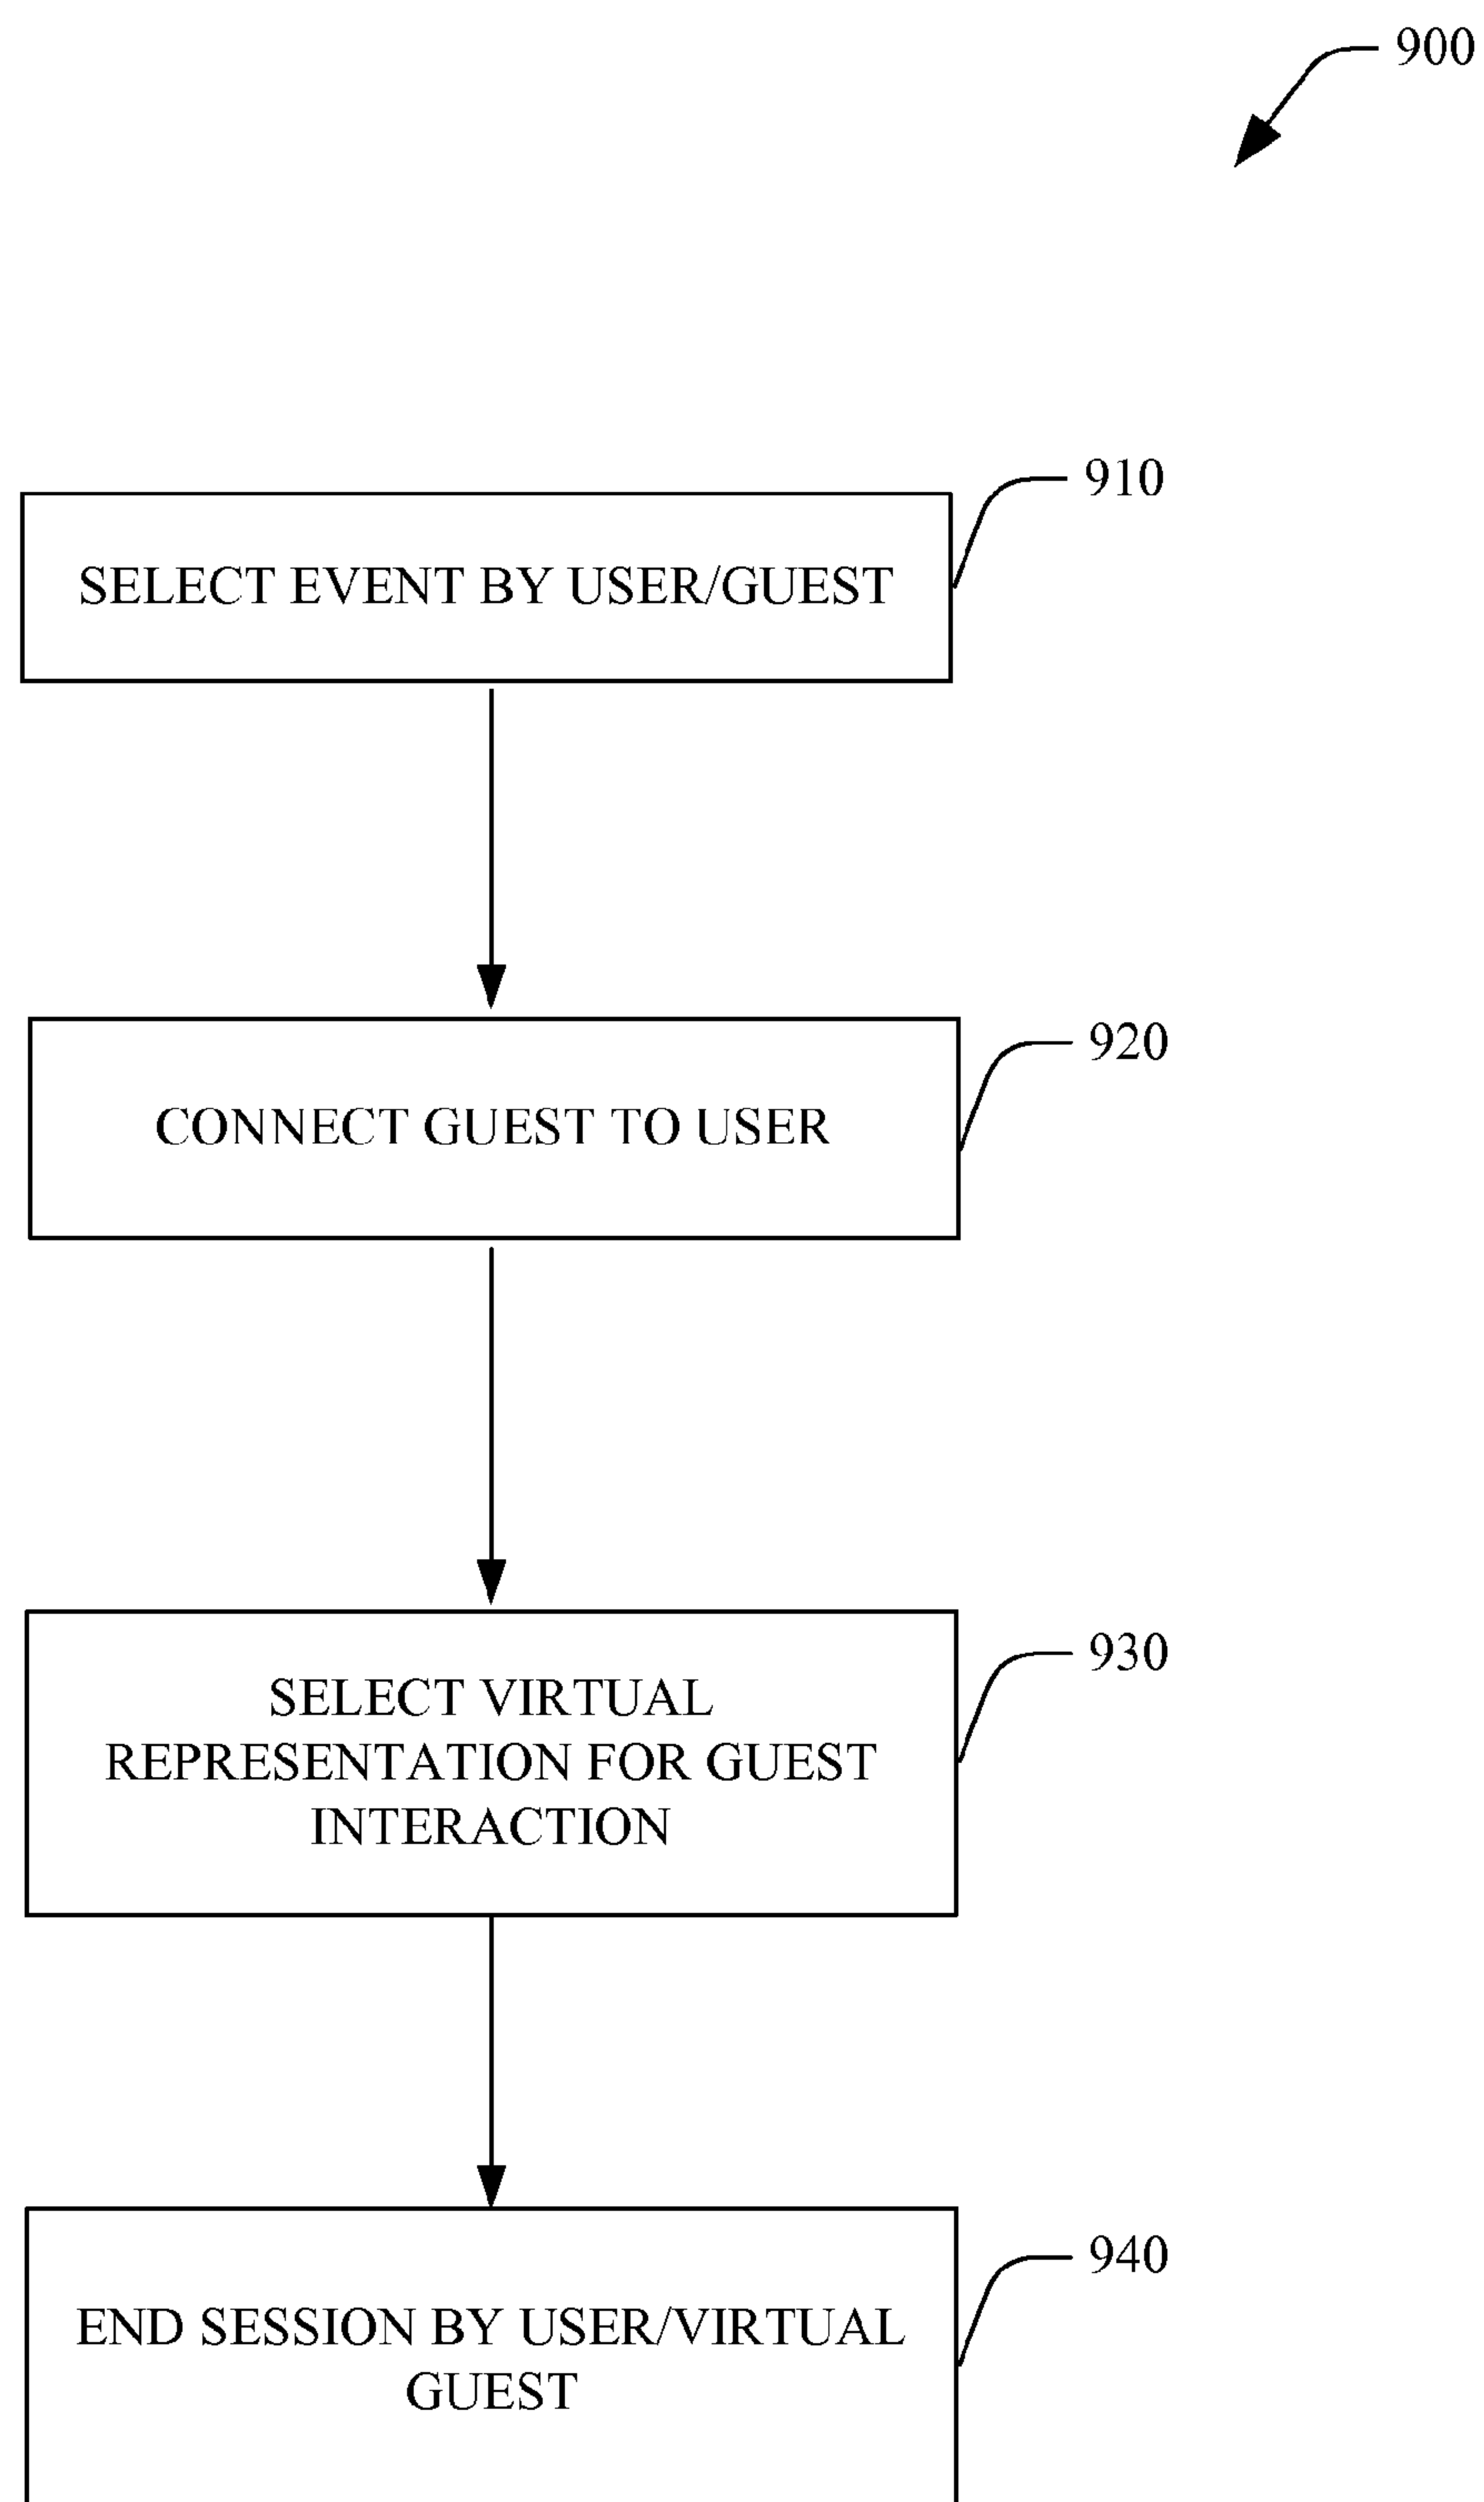 900
910
SELECT EVENT BY USER/GUEST
920
CONNECT GUEST TO USER
930
SELECT VIRTUAL
REPRESENTATION FOR GUEST
INTERACTION
940
END SESSION BY USER/VIRTUAL
GUEST